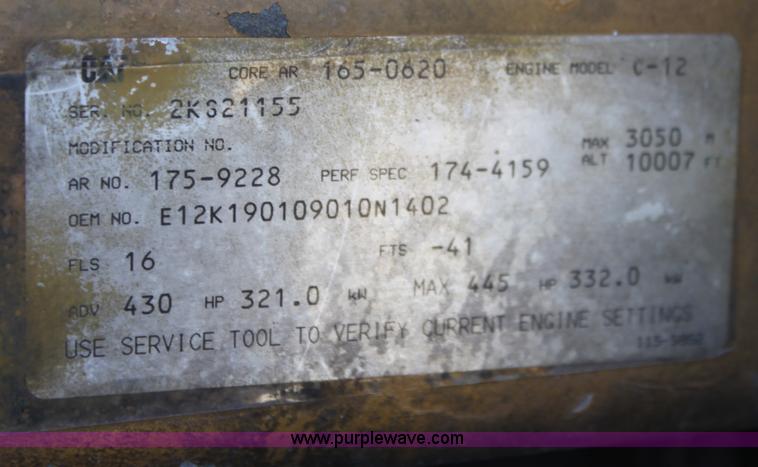 CAT CORE AR 165-0620 ENGINE MODEL C-12
SER. NO. 2KS21155
MODIFICATION NO.
MAX ALT 3050 M 10007 FT
AR NO. 175-9228 PERF SPEC 174-4159
OEM NO. E12K190109010N1402
FLS 16 FTS -41
ADV 430 HP 321.0 kW MAX 445 HP 332.0 kW
USE SERVICE TOOL TO VERIFY CURRENT ENGINE SETTINGS
www.purplewave.com